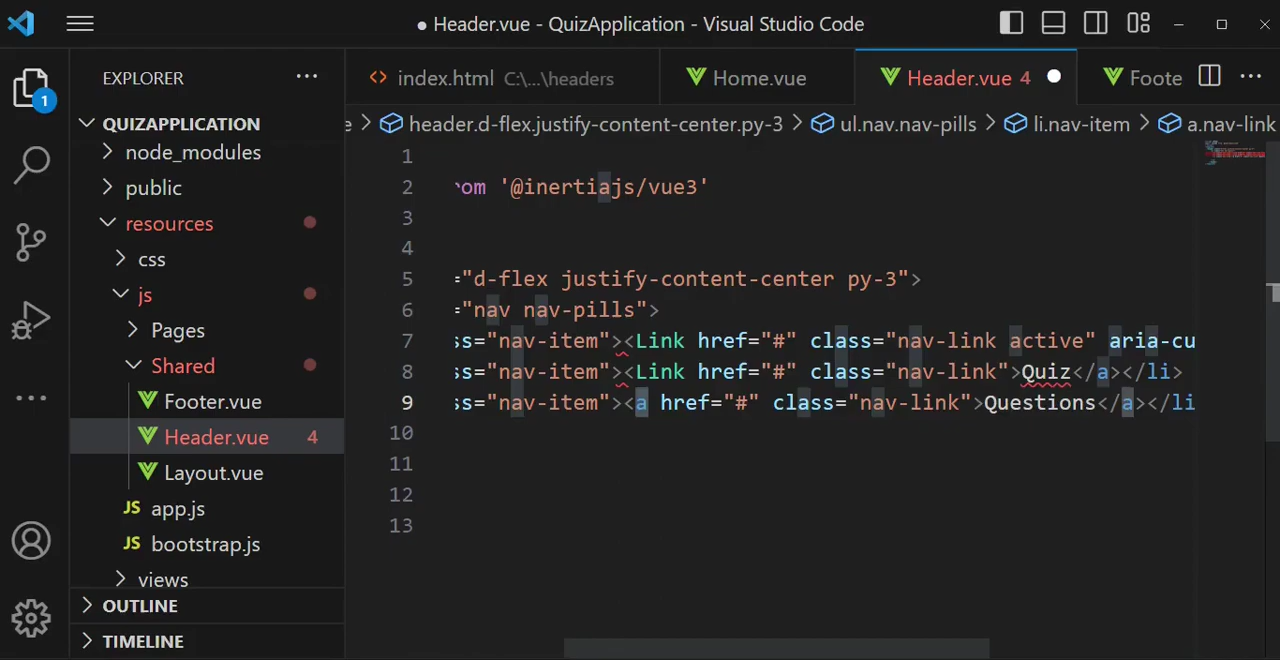 ● Header.vue - QuizApplication - Visual Studio Code
EXPLORER
1
QUIZAPPLICATION
node_modules
public
resources
css
js
Pages
Shared
Footer.vue
Header.vue 4
Layout.vue
app.js
bootstrap.js
views
OUTLINE
TIMELINE
index.html C:\...\headers
Home.vue
Header.vue 4
Foote
e > header.d-flex.justify-content-center.py-3 > ul.nav.nav-pills > li.nav-item > a.nav-link
1
2 rom '@inertiajs/vue3'
3
4
5 ="d-flex justify-content-center py-3">
6 ="nav nav-pills">
7 ss="nav-item"><Link href="#" class="nav-link active" aria-cu
8 ss="nav-item"><Link href="#" class="nav-link">Quiz</a></li>
9 ss="nav-item"><a href="#" class="nav-link">Questions</a></li
10
11
12
13